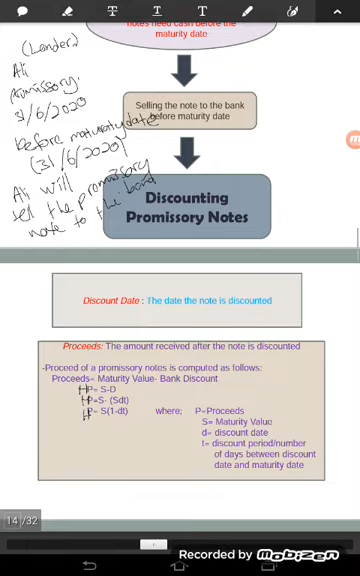 notes need cash before the
maturity date
(Lender)
Ali
promissory
31/6/2020
before maturity date
(31/6/2020)
Ali will
sell the promissory
note to the bank
Selling the note to the bank
before maturity date
Discounting
Promissory Notes
Discount Date : The date the note is discounted
Proceeds: The amount received after the note is discounted
-Proceed of a promissory notes is computed as follows:
Proceeds= Maturity Value- Bank Discount
HP= S-D
HP=S- (Sdt)
HP= S(1-dt) where; P=Proceeds
S= Maturity Value
d= discount date
t= discount period/number
of days between discount
date and maturity date
14 /32
Recorded by Mobizen